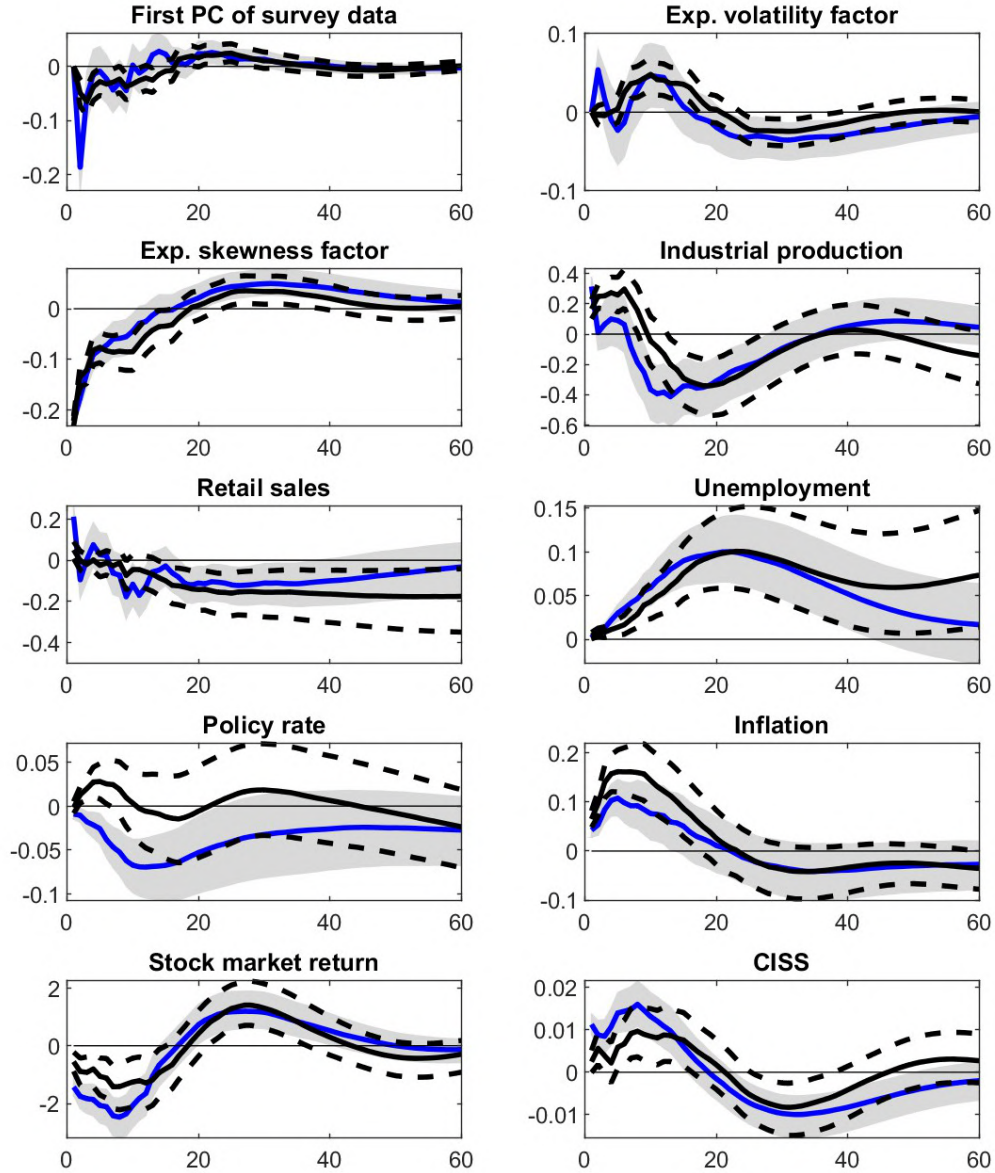 First PC of survey data
0
-0.1
-0.2
0 20 40 60
Exp. volatility factor
0.1
0
-0.1
0 20 40 60
Exp. skewness factor
0
-0.1
-0.2
0 20 40 60
Industrial production
0.4
0.2
0
-0.2
-0.4
-0.6
0 20 40 60
Retail sales
0.2
0
-0.2
-0.4
0 20 40 60
Unemployment
0.15
0.1
0.05
0
0 20 40 60
Policy rate
0.05
0
-0.05
-0.1
0 20 40 60
Inflation
0.2
0.1
0
-0.1
0 20 40 60
Stock market return
2
0
-2
0 20 40 60
CISS
0.02
0.01
0
-0.01
0 20 40 60